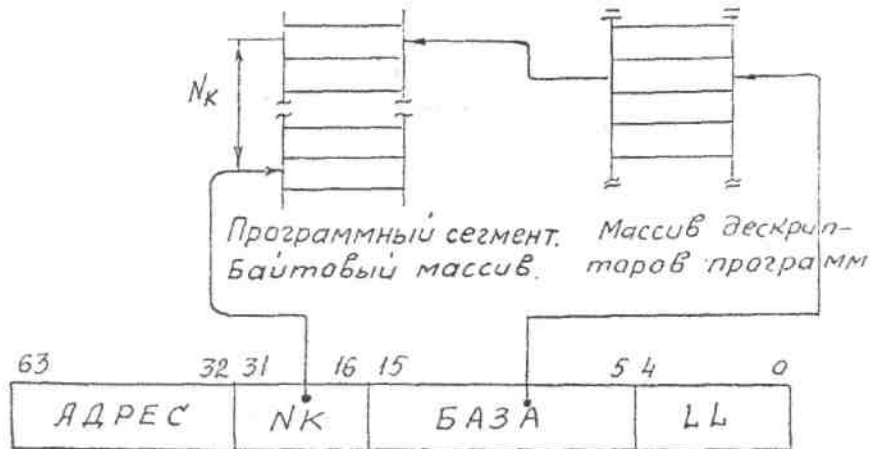 Nк
Программный сегмент.
Байтовый массив.
Массив дескрип-
торов программ
63 32 31 16 15 5 4 0
АДРЕС NK БАЗА LL